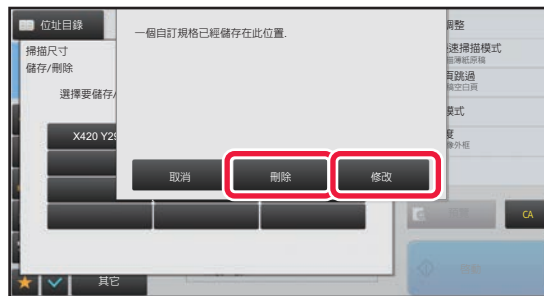 位址目錄
掃描尺寸
儲存/刪除
選擇要儲存/
X420 Y29
一個自訂規格已經儲存在此位置.
取消
刪除
修改
調整
速掃描模式
描薄紙原稿
頁跳過
稿空白頁
模式
度
像外框
CA
其它